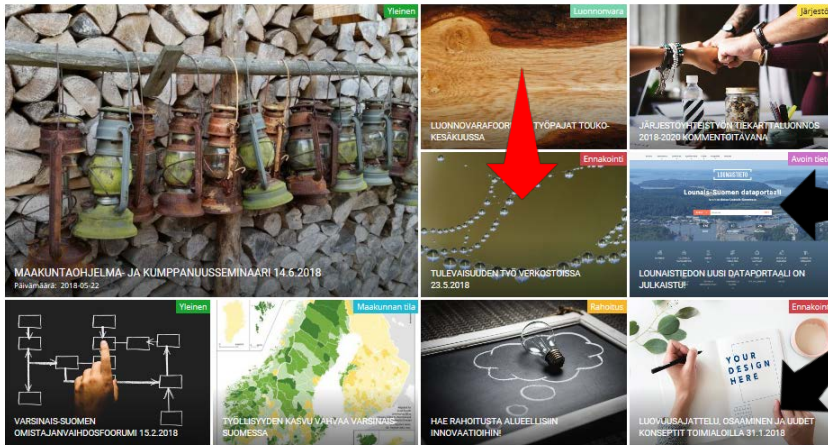 Yleinen
MAAKUNTAOHJELMA- JA KUMPPANUUSSEMINAARI 14.6.2018
Päivämäärä: 2018-05-22
Luonnonvara
TYÖPAJAT TOUKO-
KESÄKUUSSA
Järjestö
JÄRJESTÖYHTEISTYÖN TIEKARTTALUONNOS
2018-2020 KOMMENTOITAVANA
Ennakointi
TULEVAISUUDEN TYÖ VERKOSTOISSA
23.5.2018
Avoin tieto
LOUNAISTIETO
Lounais-Suomen dataportaali
LOUNAISTIEDON UUSI DATAPORTAALI ON
JULKAISTU!
Yleinen
VARSINAIS-SUOMEN
OMISTAJANVAIHDOSFOORUMI 15.2.2018
Maakunnan tila
TYÖLLISYYDEN KASVU VAHVAA VARSINAIS-
SUOMESSA
Rahoitus
HAE RAHOITUSTA ALUEELLISIIN
INNOVAATIOIHIN!
Ennakointi
YOUR
DESIGN
HERE
LUOVUUSAJATTELU, OSAAMINEN JA UUDET
KONSEPTIT TOIMIALOILLA 31.1.2018